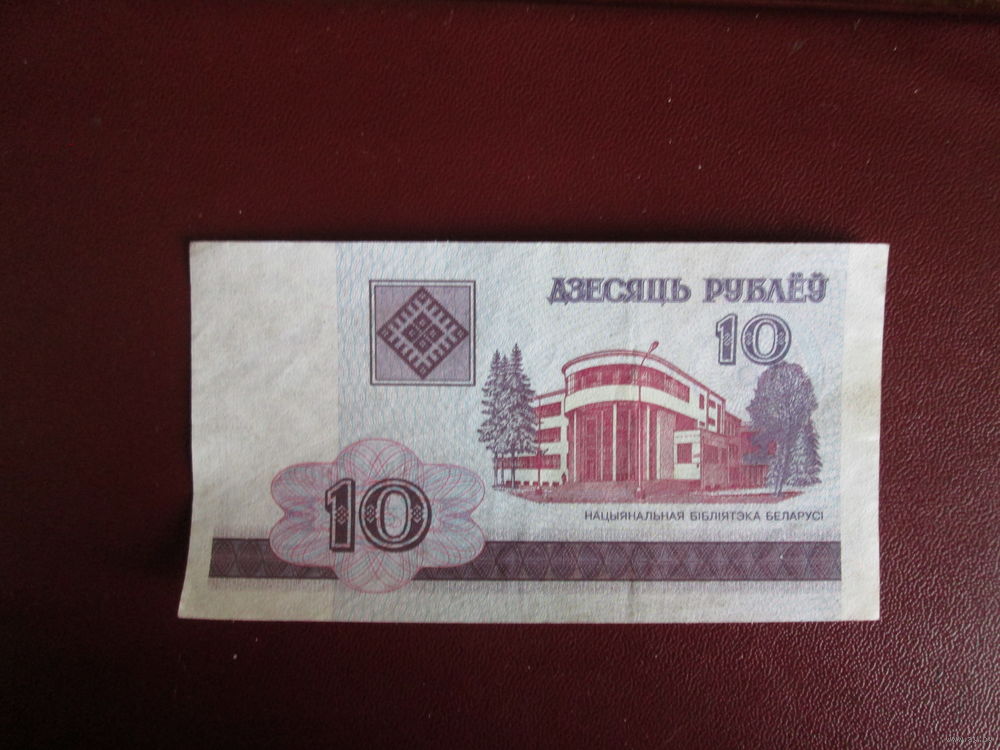 ДЗЕСЯЦЬ РУБЛЁЎ
10
10
НАЦЫЯНАЛЬНАЯ БІБЛІЯТЭКА БЕЛАРУСІ